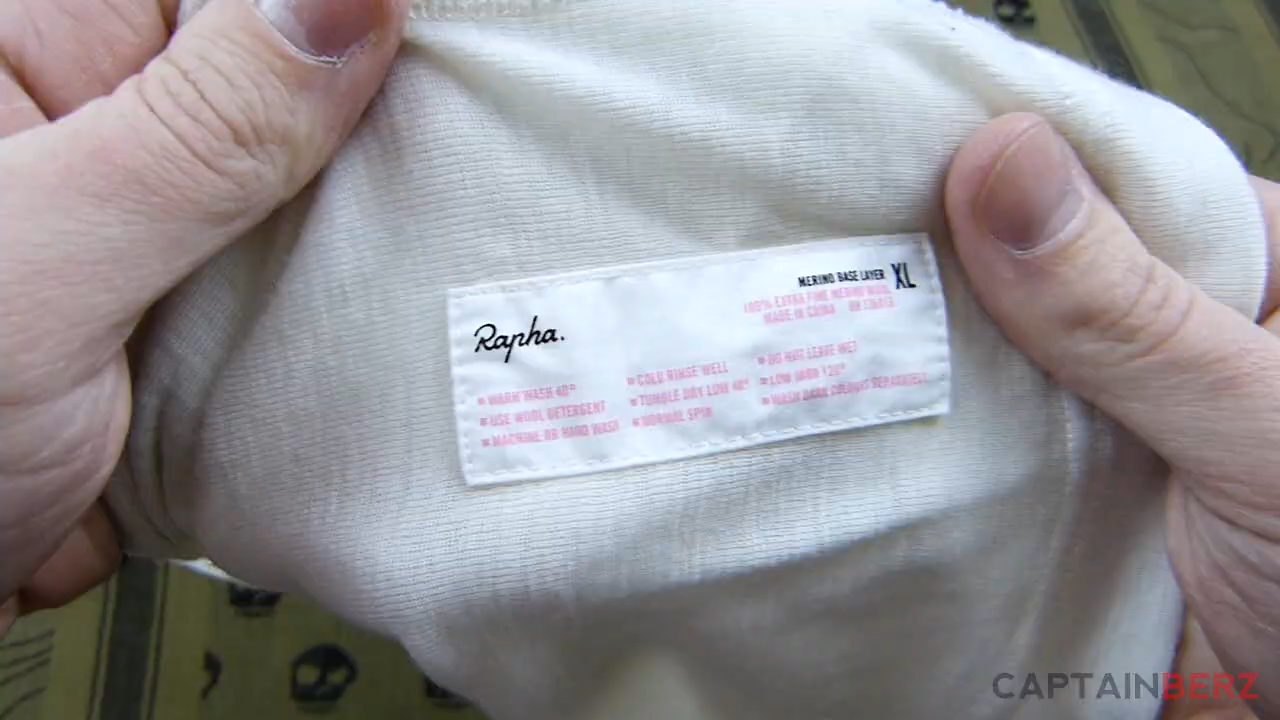 MERINO BASE LAYER XL
100% EXTRA FINE MERINO WOOL
MADE IN CHINA
Rapha.
WARM WASH 40°
USE WOOL DETERGENT
MACHINE OR HAND WASH
COLD RINSE WELL
TUMBLE DRY LOW 40°
NORMAL SPIN
DO NOT LEAVE WET
LOW IRON 120°
WASH DARK COLOURS SEPARATELY
CAPTAINBERZ